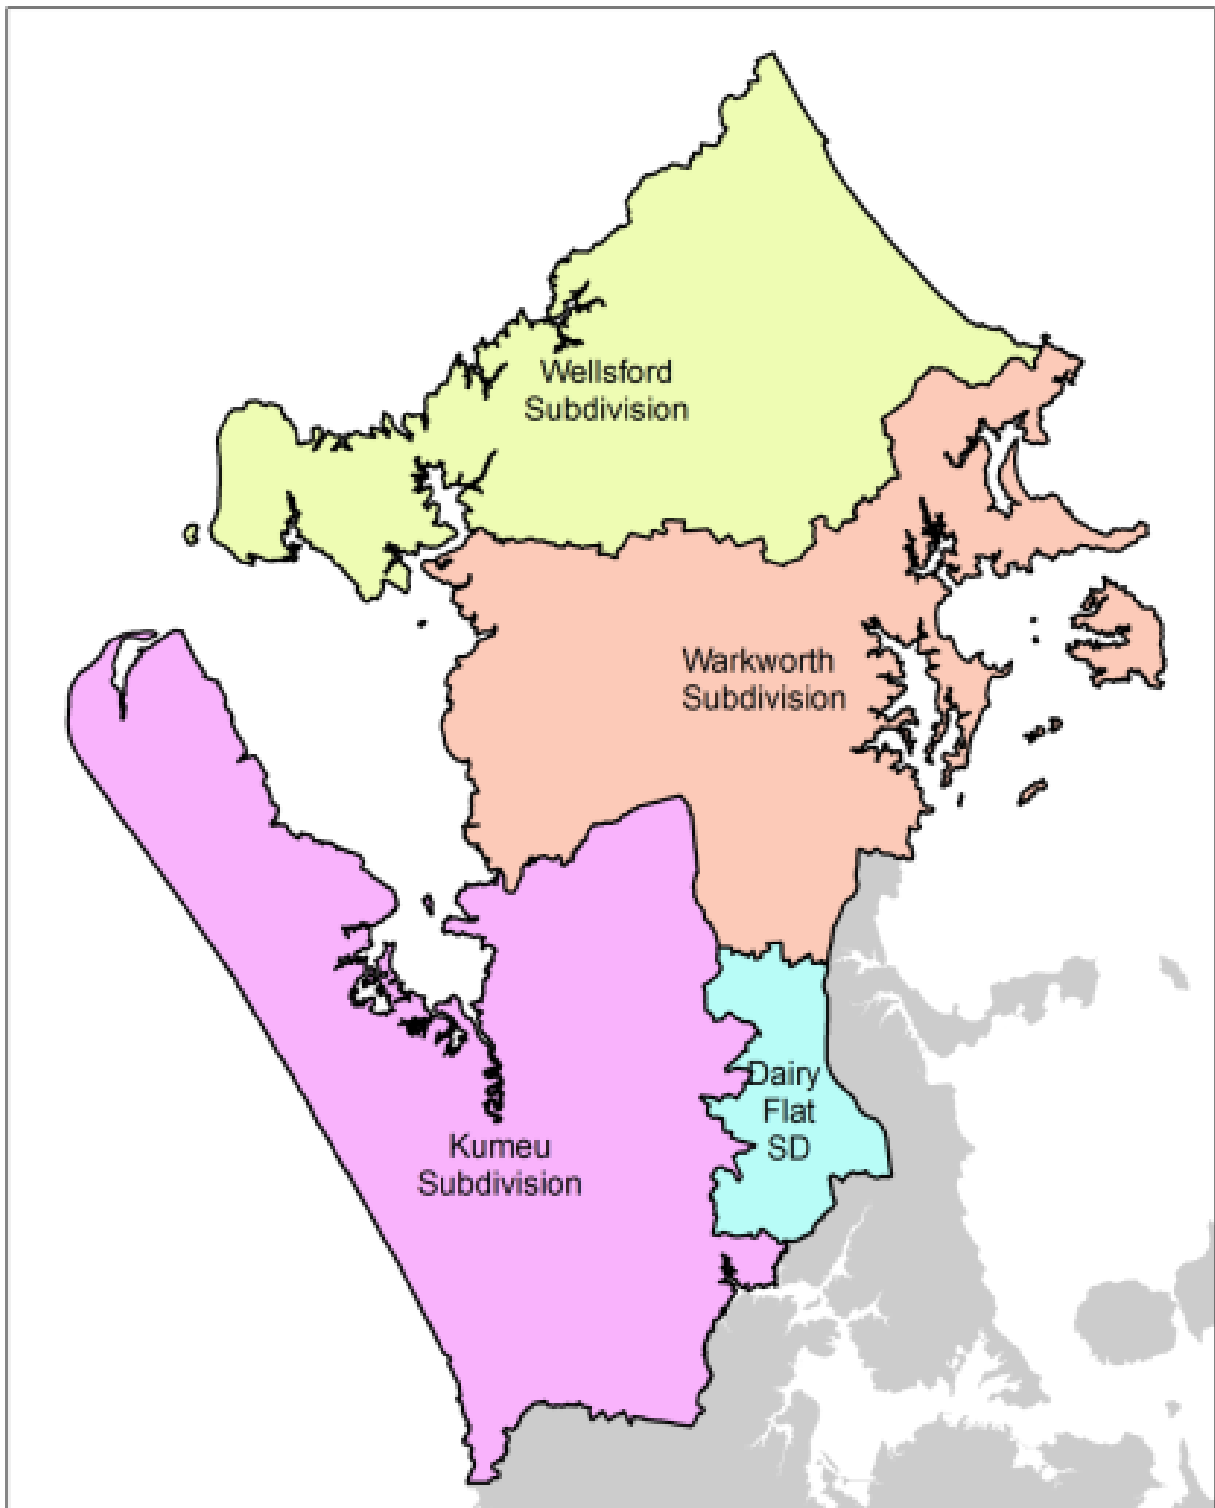 Wellsford
Subdivision
Warkworth
Subdivision
Dairy
Flat
SD
Kumeu
Subdivision